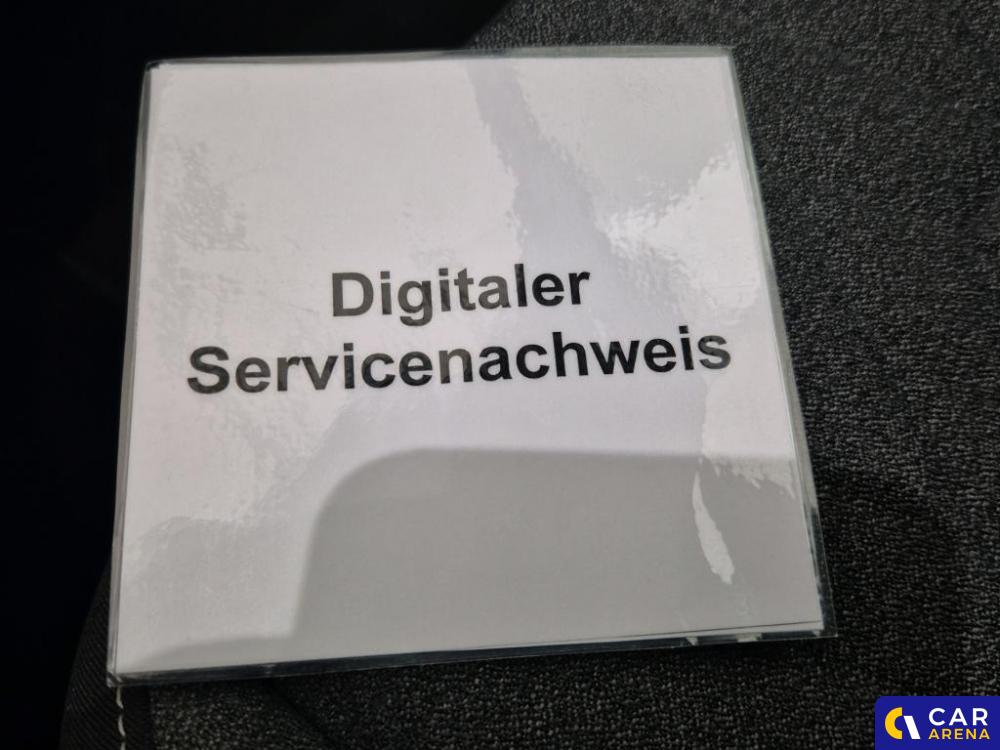 Digitaler
Servicenachweis
CAR
ARENA